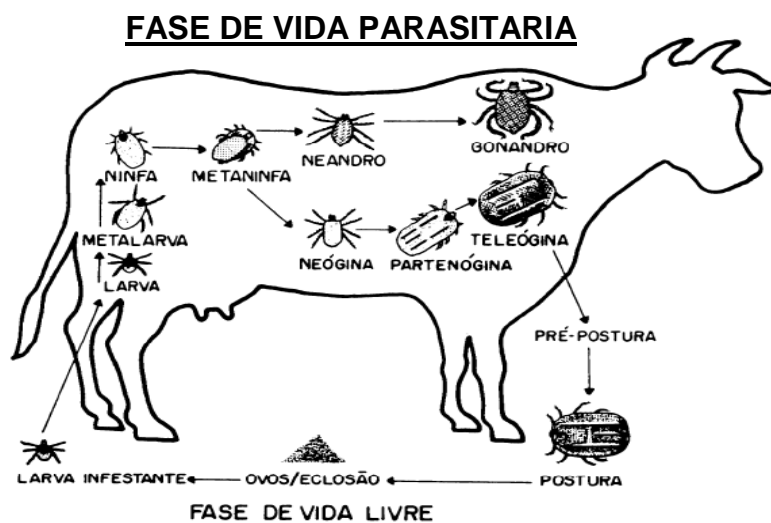 FASE DE VIDA PARASITARIA
NINFA
METANINFA
NEANDRO
GONANDRO
METALARVA
LARVA
NEÓGINA
PARTENÓGINA
TELEÓGINA
PRÉ-POSTURA
LARVA INFESTANTE
OVOS/ECLOSÃO
POSTURA
FASE DE VIDA LIVRE